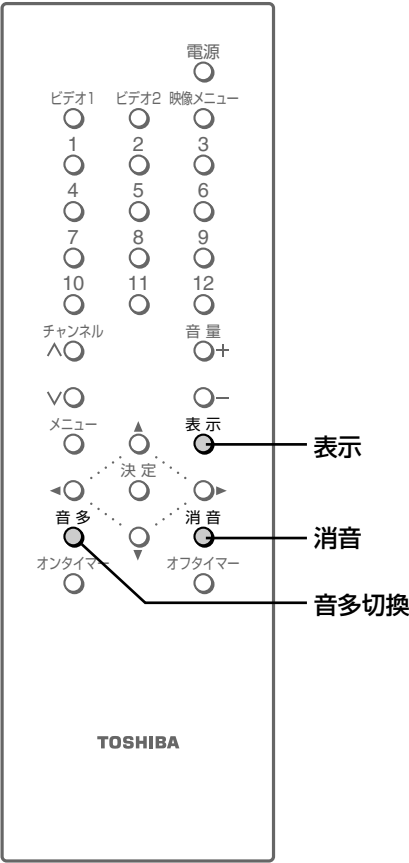 電源
ビデオ1 ビデオ2 映像メニュー
1 2 3
4 5 6
7 8 9
10 11 12
チャンネル 音量
∧ +
∨ −
メニュー ▲ 表示
表示
決定
◀ ▶
音多 消音
消音
▼
オンタイマー オフタイマー
音多切換
TOSHIBA